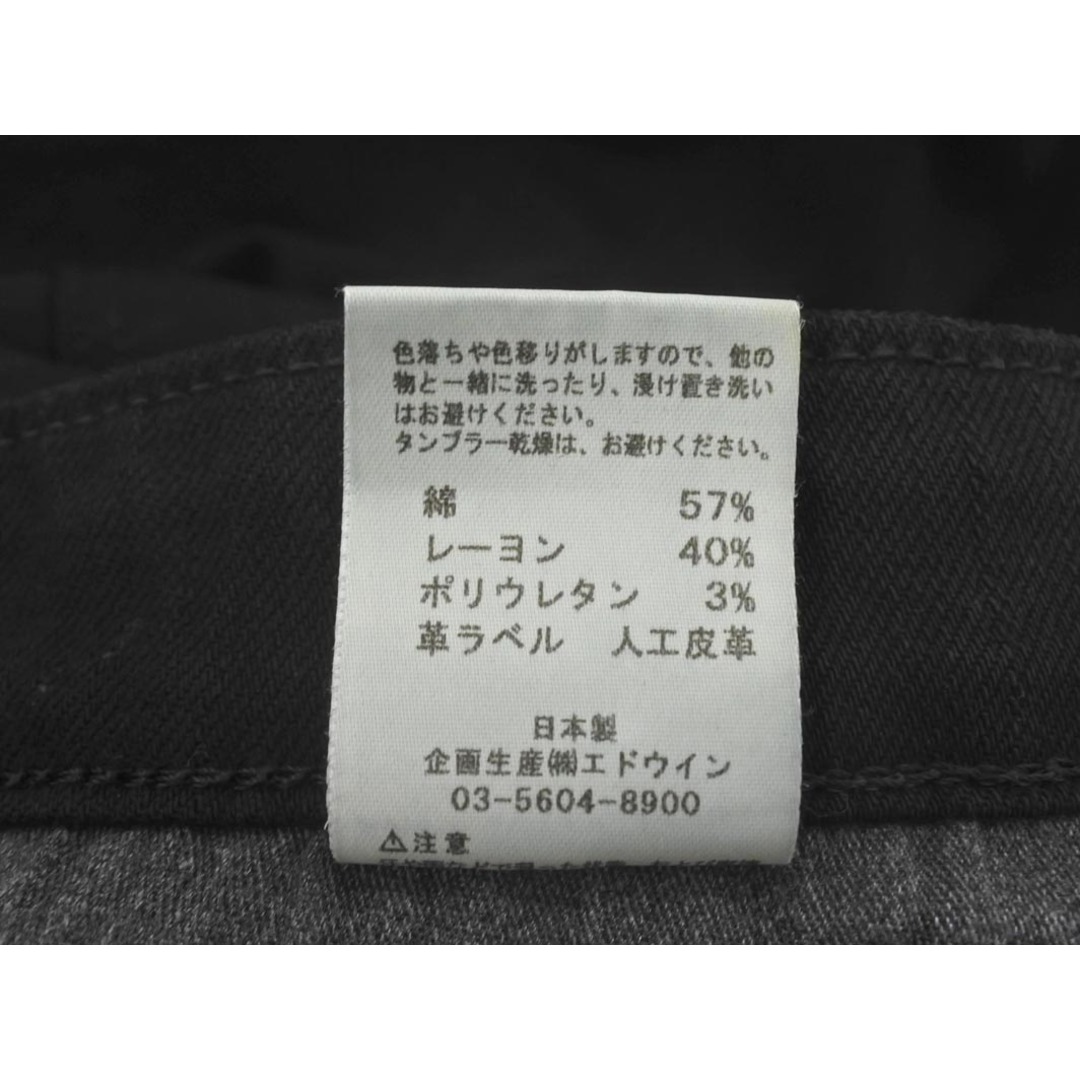 色落ちや色移りがしますので、他の
物と一緒に洗ったり、浸け置き洗い
はお避けください。
タンブラー乾燥は、お避けください。
綿 57%
レーヨン 40%
ポリウレタン 3%
革ラベル 人工皮革
日本製
企画生産㈱エドウイン
03-5604-8900
⚠注意